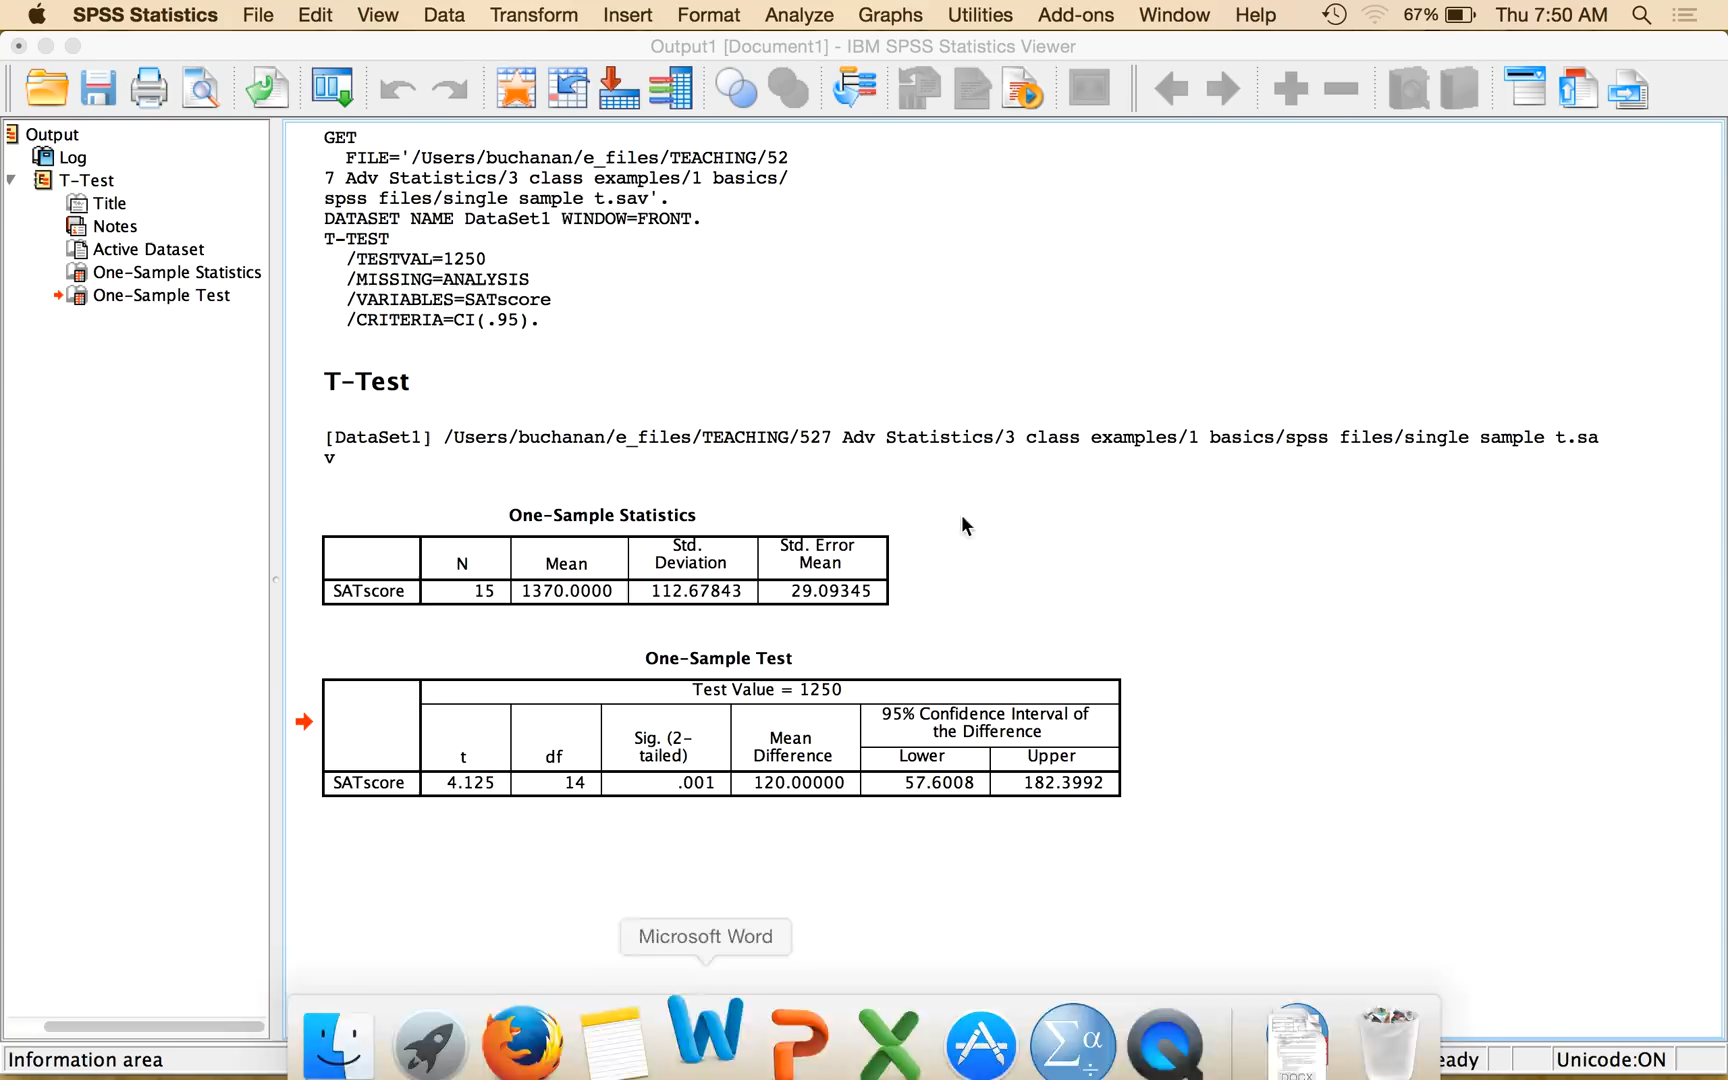 SPSS Statistics File Edit View Data Transform Insert Format Analyze Graphs Utilities Add-ons Window Help 67% Thu 7:50 AM
Output1 [Document1] - IBM SPSS Statistics Viewer
Output
Log
T-Test
Title
Notes
Active Dataset
One-Sample Statistics
One-Sample Test
GET
FILE='/Users/buchanan/e_files/TEACHING/52
7 Adv Statistics/3 class examples/1 basics/
spss files/single sample t.sav'.
DATASET NAME DataSet1 WINDOW=FRONT.
T-TEST
/TESTVAL=1250
/MISSING=ANALYSIS
/VARIABLES=SATscore
/CRITERIA=CI(.95).
T-Test
[DataSet1] /Users/buchanan/e_files/TEACHING/527 Adv Statistics/3 class examples/1 basics/spss files/single sample t.sa
v
One-Sample Statistics
N Mean Std. Deviation Std. Error Mean
SATscore 15 1370.0000 112.67843 29.09345
One-Sample Test
Test Value = 1250
t df Sig. (2-tailed) Mean Difference 95% Confidence Interval of the Difference
Lower Upper
SATscore 4.125 14 .001 120.00000 57.6008 182.3992
Microsoft Word
DOCX
Information area eady Unicode:ON